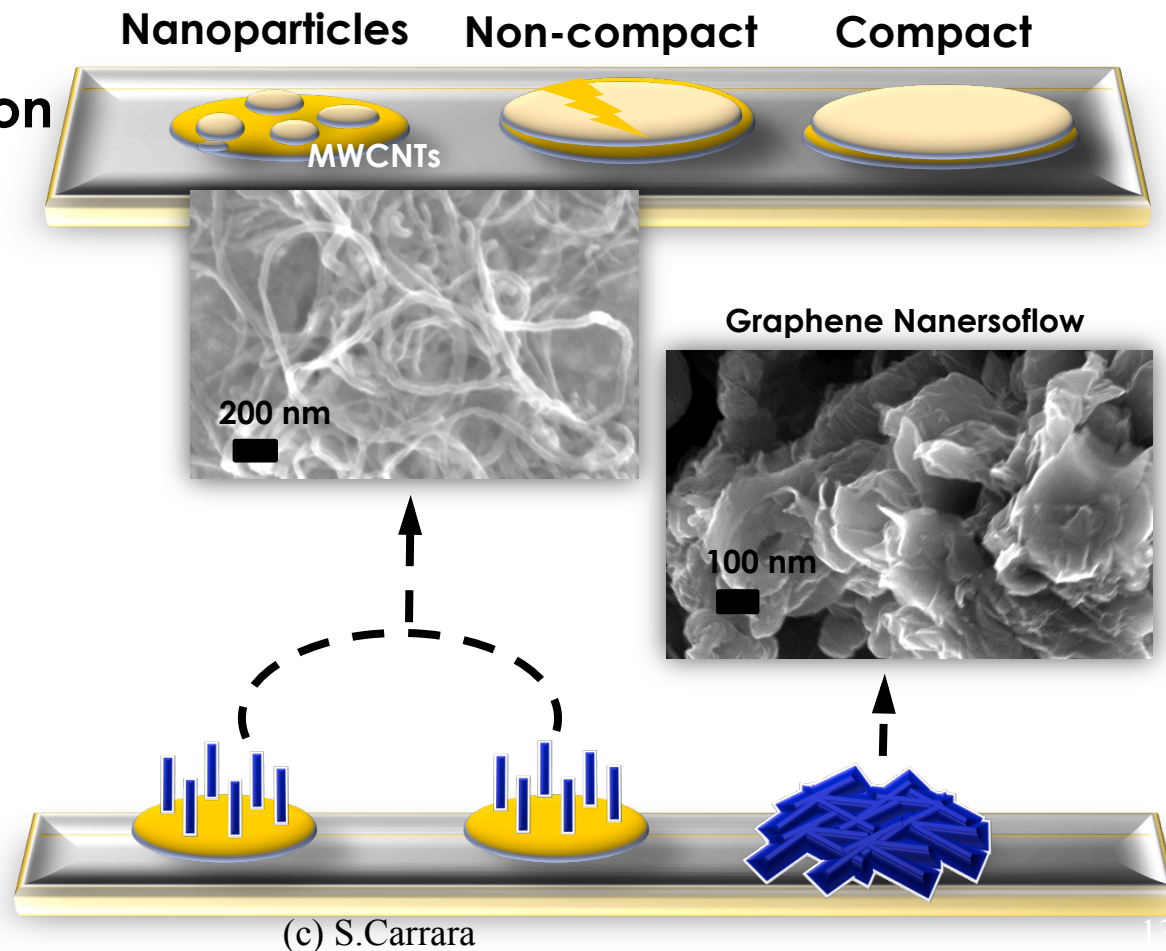 Nanoparticles Non-compact Compact
on
MWCNTs
Graphene Nanersoflow
200 nm
100 nm
(c) S.Carrara